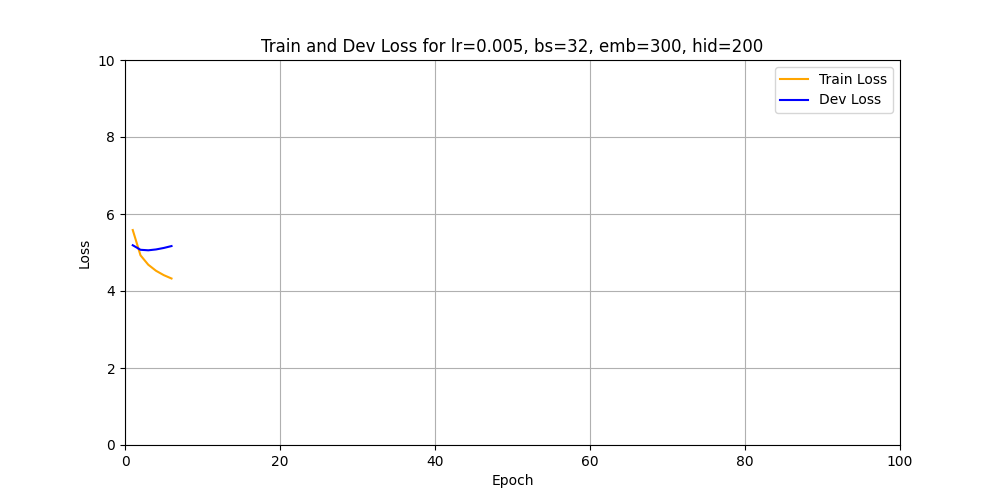 Train and Dev Loss for lr=0.005, bs=32, emb=300, hid=200
Train Loss
Dev Loss
10
8
6
4
2
0
Loss
0 20 40 60 80 100
Epoch